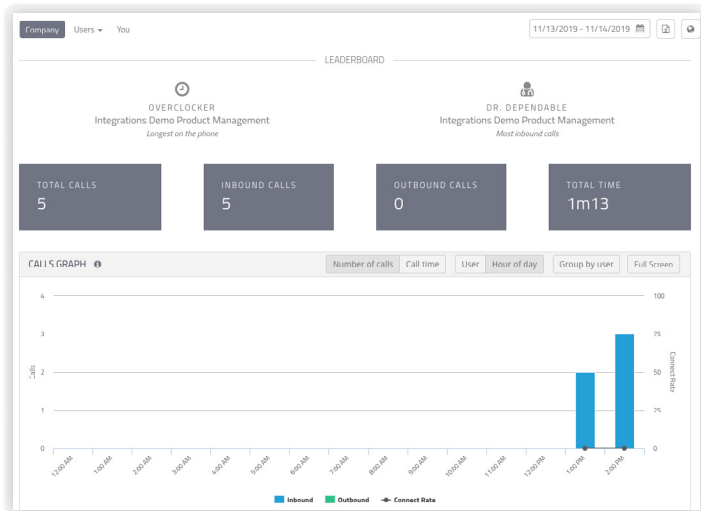 Company Users You 11/13/2019 - 11/14/2019
LEADERBOARD
OVERCLOCKER
Integrations Demo Product Management
Longest on the phone
DR. DEPENDABLE
Integrations Demo Product Management
Most inbound calls
TOTAL CALLS
5
INBOUND CALLS
5
OUTBOUND CALLS
0
TOTAL TIME
1m13
CALLS GRAPH Number of calls Call time User Hour of day Group by user Full Screen
4 100
3 75
2 50
1 25
0 0
Calls
Connect Rate
12:00 AM 1:00 AM 2:00 AM 3:00 AM 4:00 AM 5:00 AM 6:00 AM 7:00 AM 8:00 AM 9:00 AM 10:00 AM 11:00 AM 12:00 PM 1:00 PM 2:00 PM
Inbound Outbound Connect Rate